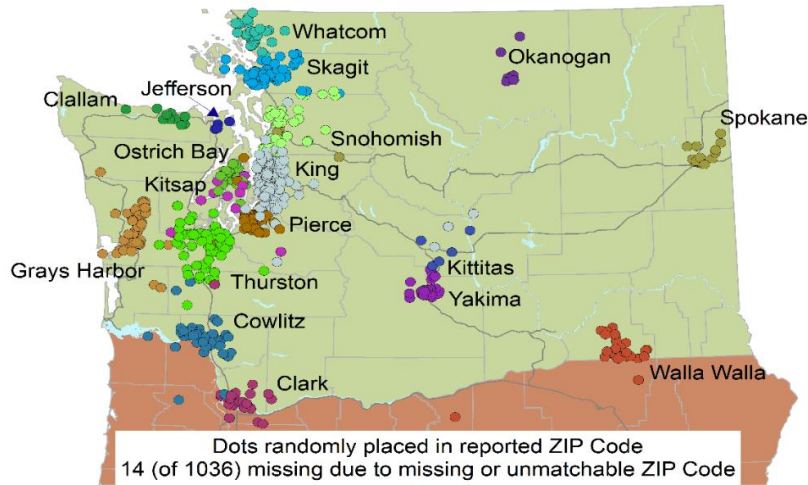 Whatcom
Okanogan
Skagit
Jefferson
Clallam
Spokane
Snohomish
Ostrich Bay
King
Kitsap
Pierce
Grays Harbor
Kittitas
Thurston
Yakima
Cowlitz
Walla Walla
Clark
Dots randomly placed in reported ZIP Code
14 (of 1036) missing due to missing or unmatchable ZIP Code